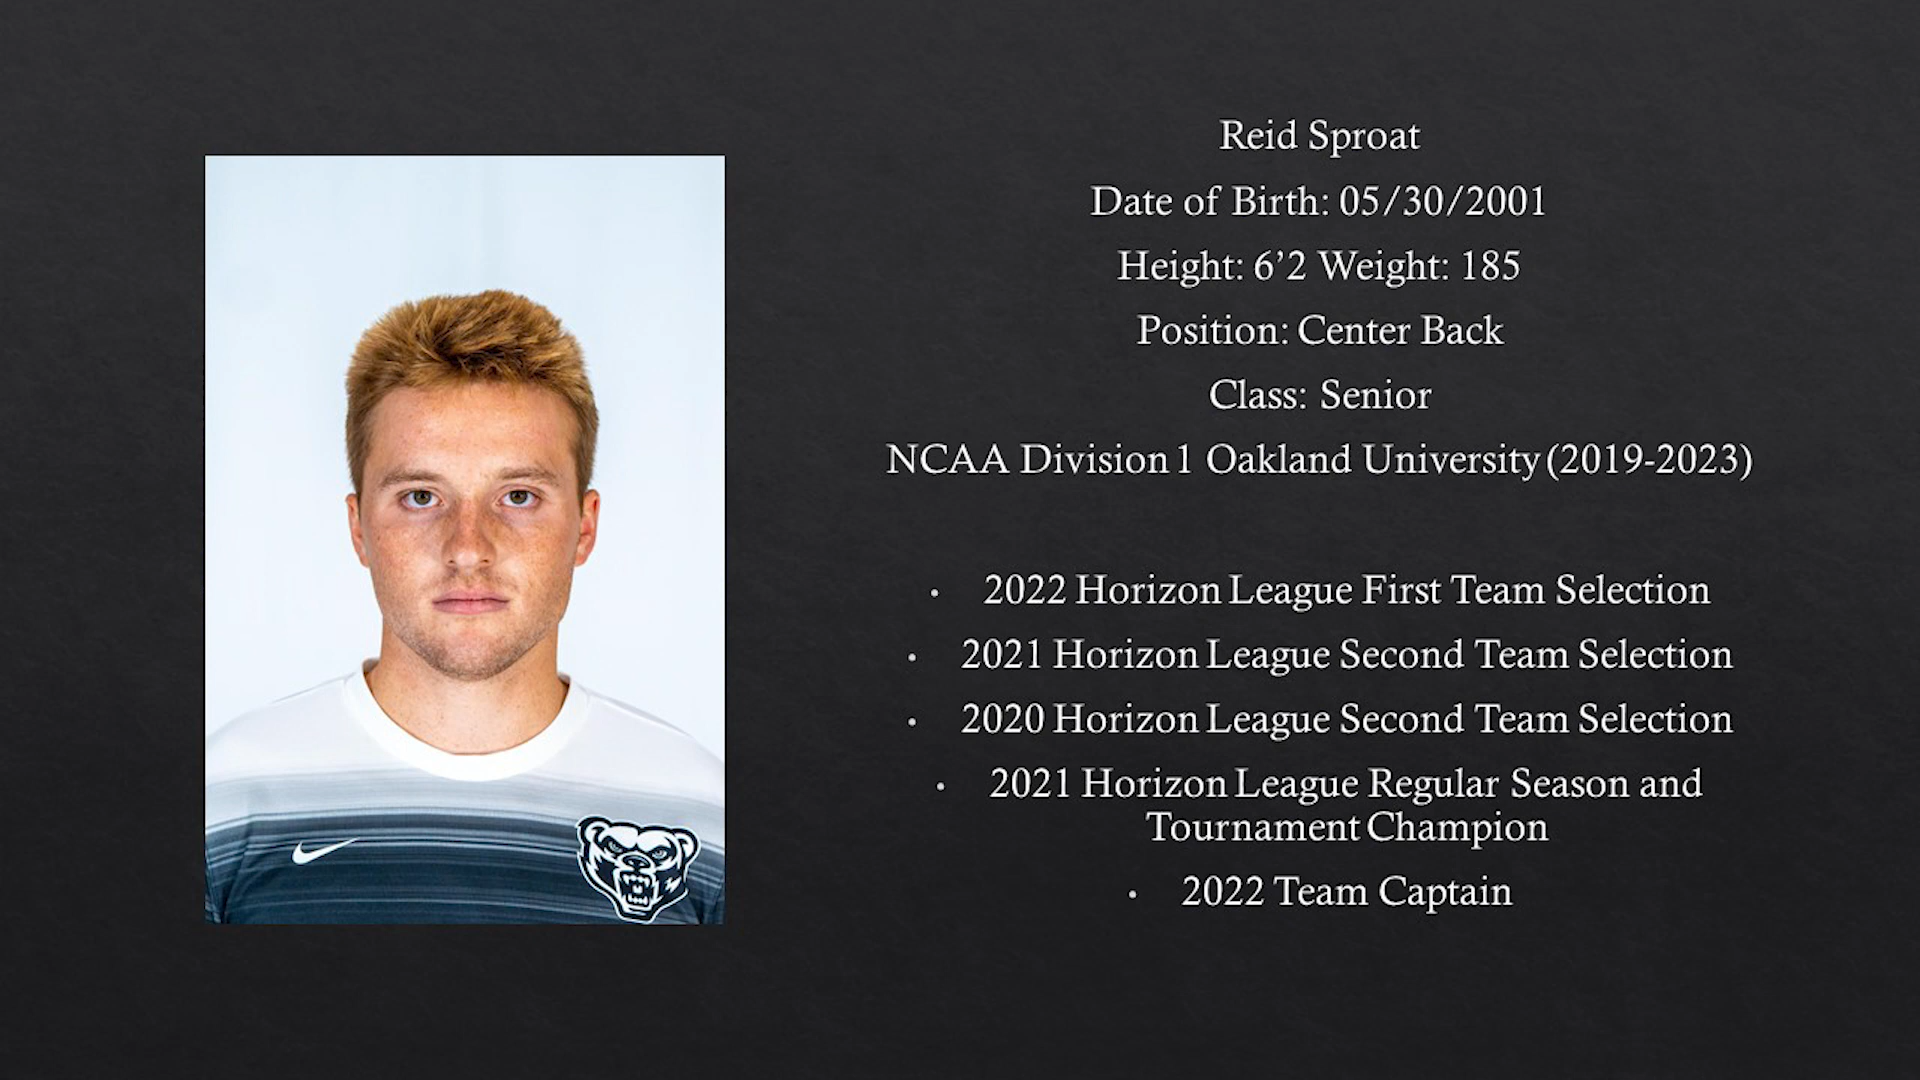 Reid Sproat
Date of Birth: 05/30/2001
Height: 6’2 Weight: 185
Position: Center Back
Class: Senior
NCAA Division 1 Oakland University (2019-2023)
• 2022 Horizon League First Team Selection
• 2021 Horizon League Second Team Selection
• 2020 Horizon League Second Team Selection
• 2021 Horizon League Regular Season and
Tournament Champion
• 2022 Team Captain